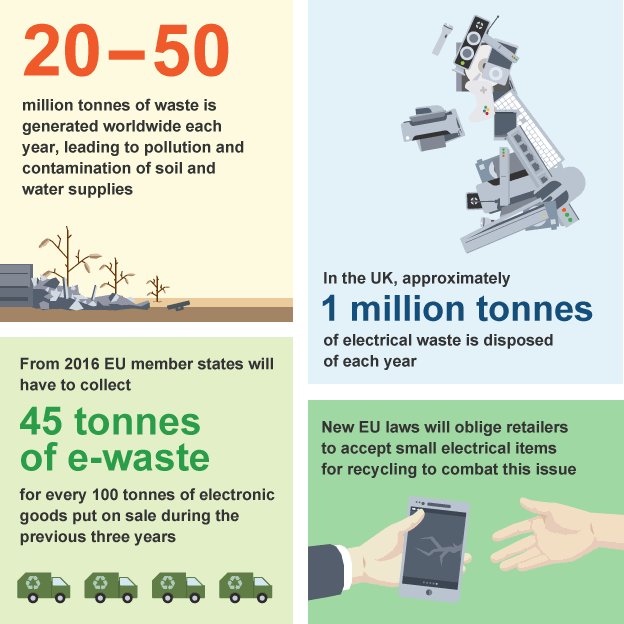 20–50
million tonnes of waste is
generated worldwide each
year, leading to pollution and
contamination of soil and
water supplies
In the UK, approximately
1 million tonnes
of electrical waste is disposed
of each year
From 2016 EU member states will
have to collect
45 tonnes
of e-waste
for every 100 tonnes of electronic
goods put on sale during the
previous three years
New EU laws will oblige retailers
to accept small electrical items
for recycling to combat this issue